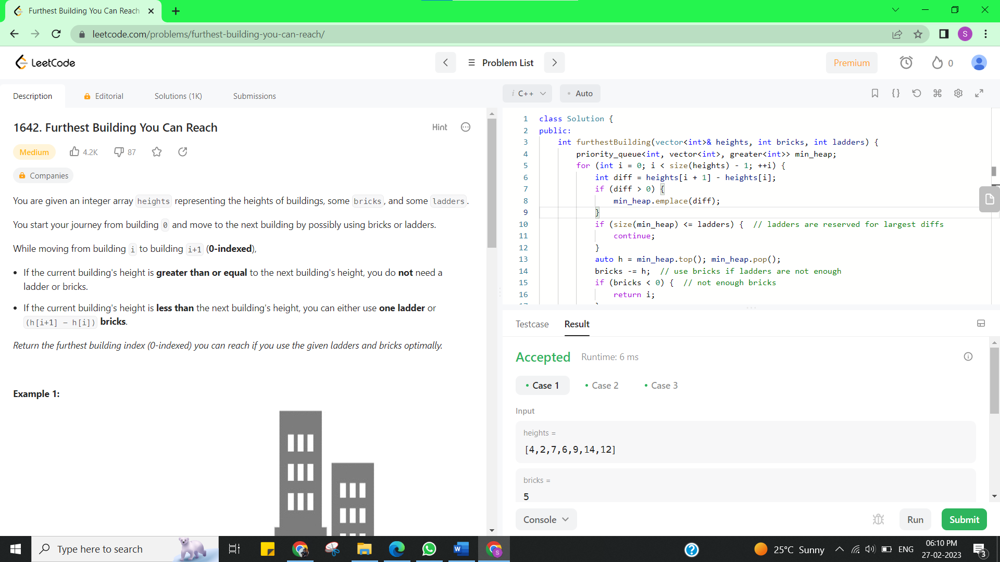 Furthest Building You Can Reach
leetcode.com/problems/furthest-building-you-can-reach/
S
LeetCode
Problem List
Premium
0
Description
Editorial
Solutions (1K)
Submissions
1642. Furthest Building You Can Reach
Hint
Medium
4.2K
87
Companies
You are given an integer array heights representing the heights of buildings, some bricks, and some ladders.
You start your journey from building 0 and move to the next building by possibly using bricks or ladders.
While moving from building i to building i+1 (0-indexed),
• If the current building's height is greater than or equal to the next building's height, you do not need a
ladder or bricks.
• If the current building's height is less than the next building's height, you can either use one ladder or
(h[i+1] - h[i]) bricks.
Return the furthest building index (0-indexed) you can reach if you use the given ladders and bricks optimally.
Example 1:
i C++
• Auto
1 class Solution {
2 public:
3 int furthestBuilding(vector<int>& heights, int bricks, int ladders) {
4 priority_queue<int, vector<int>, greater<int>> min_heap;
5 for (int i = 0; i < size(heights) - 1; ++i) {
6 int diff = heights[i + 1] - heights[i];
7 if (diff > 0) {
8 min_heap.emplace(diff);
9 }
10 if (size(min_heap) <= ladders) { // ladders are reserved for largest diffs
11 continue;
12 }
13 auto h = min_heap.top(); min_heap.pop();
14 bricks -= h; // use bricks if ladders are not enough
15 if (bricks < 0) { // not enough bricks
16 return i;
Testcase
Result
Accepted
Runtime: 6 ms
• Case 1
• Case 2
• Case 3
Input
heights =
[4,2,7,6,9,14,12]
bricks =
5
Console
Run
Submit
Type here to search
25°C Sunny
ENG
06:10 PM
27-02-2023
3